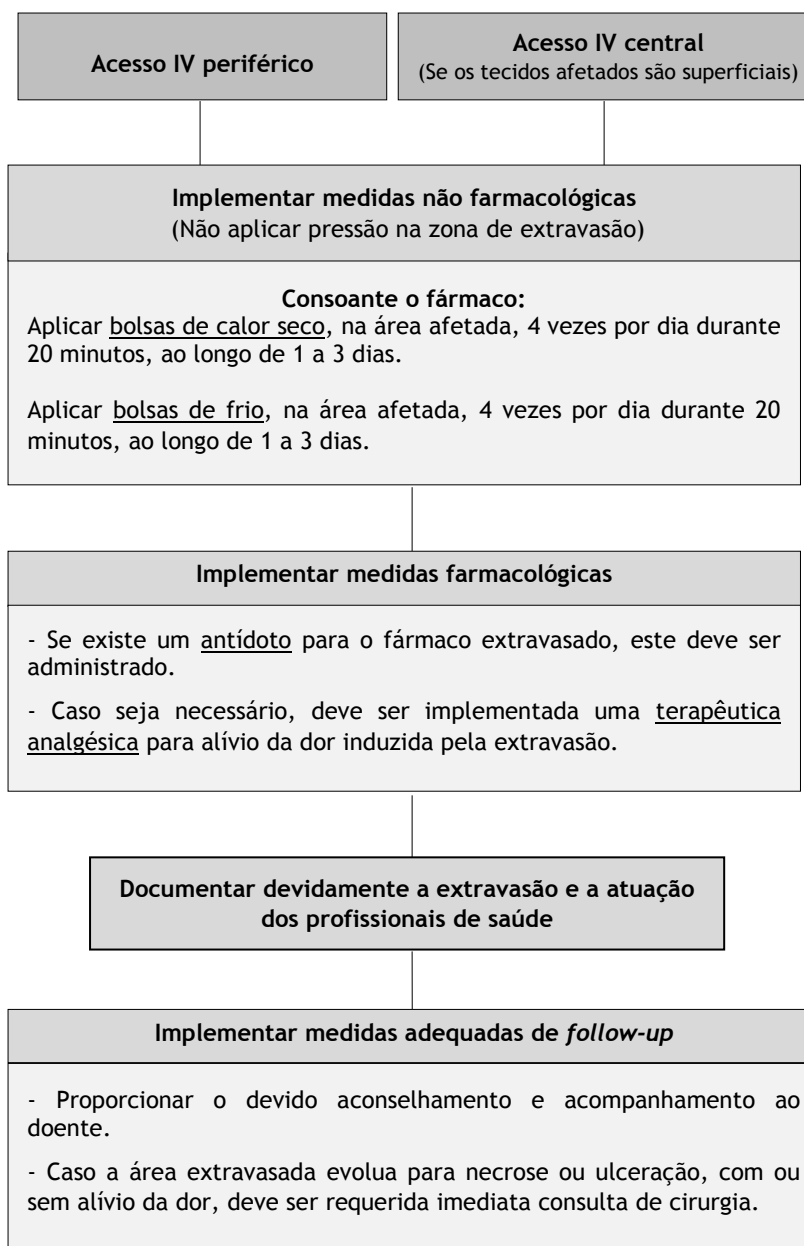 Acesso IV periférico
Acesso IV central
(Se os tecidos afetados são superficiais)
Implementar medidas não farmacológicas
(Não aplicar pressão na zona de extravasão)
Consoante o fármaco:
Aplicar bolsas de calor seco, na área afetada, 4 vezes por dia durante
20 minutos, ao longo de 1 a 3 dias.
Aplicar bolsas de frio, na área afetada, 4 vezes por dia durante 20
minutos, ao longo de 1 a 3 dias.
Implementar medidas farmacológicas
- Se existe um antídoto para o fármaco extravasado, este deve ser
administrado.
- Caso seja necessário, deve ser implementada uma terapêutica
analgésica para alívio da dor induzida pela extravasão.
Documentar devidamente a extravasão e a atuação
dos profissionais de saúde
Implementar medidas adequadas de follow-up
- Proporcionar o devido aconselhamento e acompanhamento ao
doente.
- Caso a área extravasada evolua para necrose ou ulceração, com ou
sem alívio da dor, deve ser requerida imediata consulta de cirurgia.